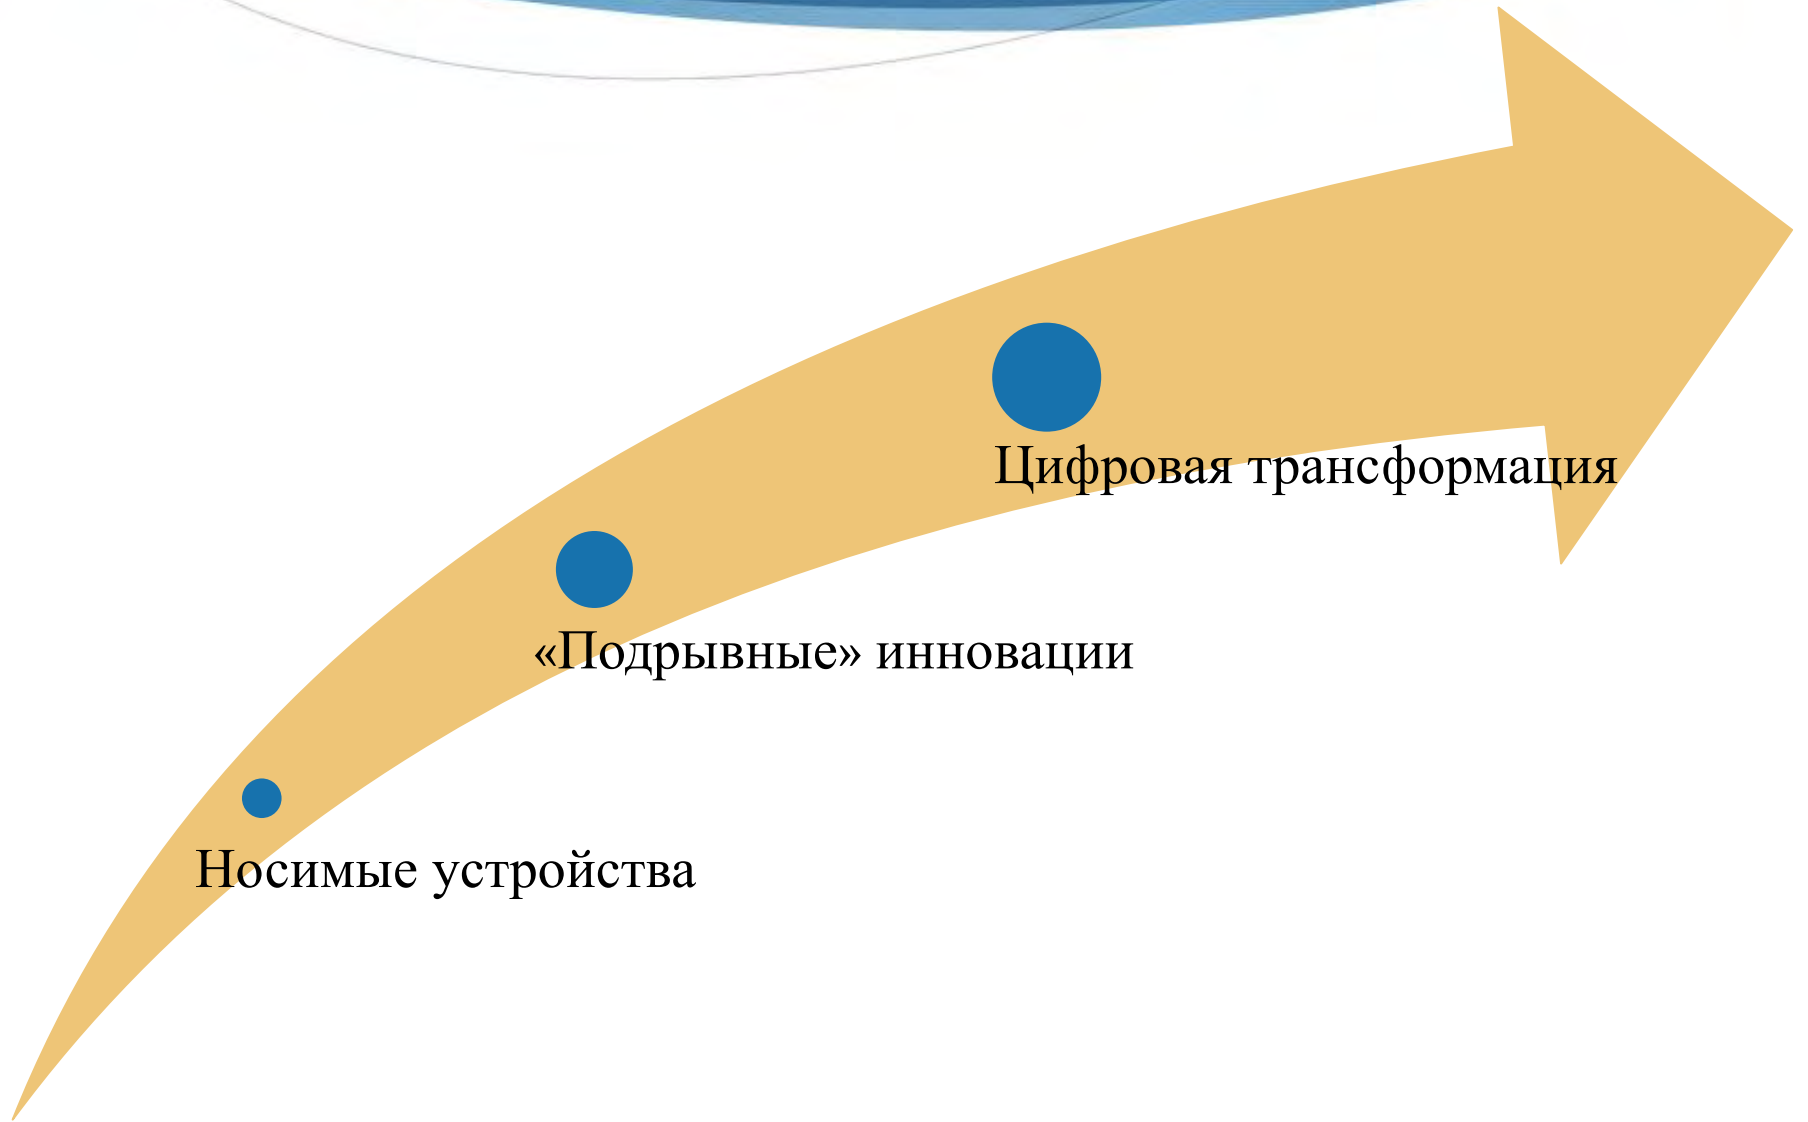 Цифровая трансформация
«Подрывные» инновации
Носимые устройства